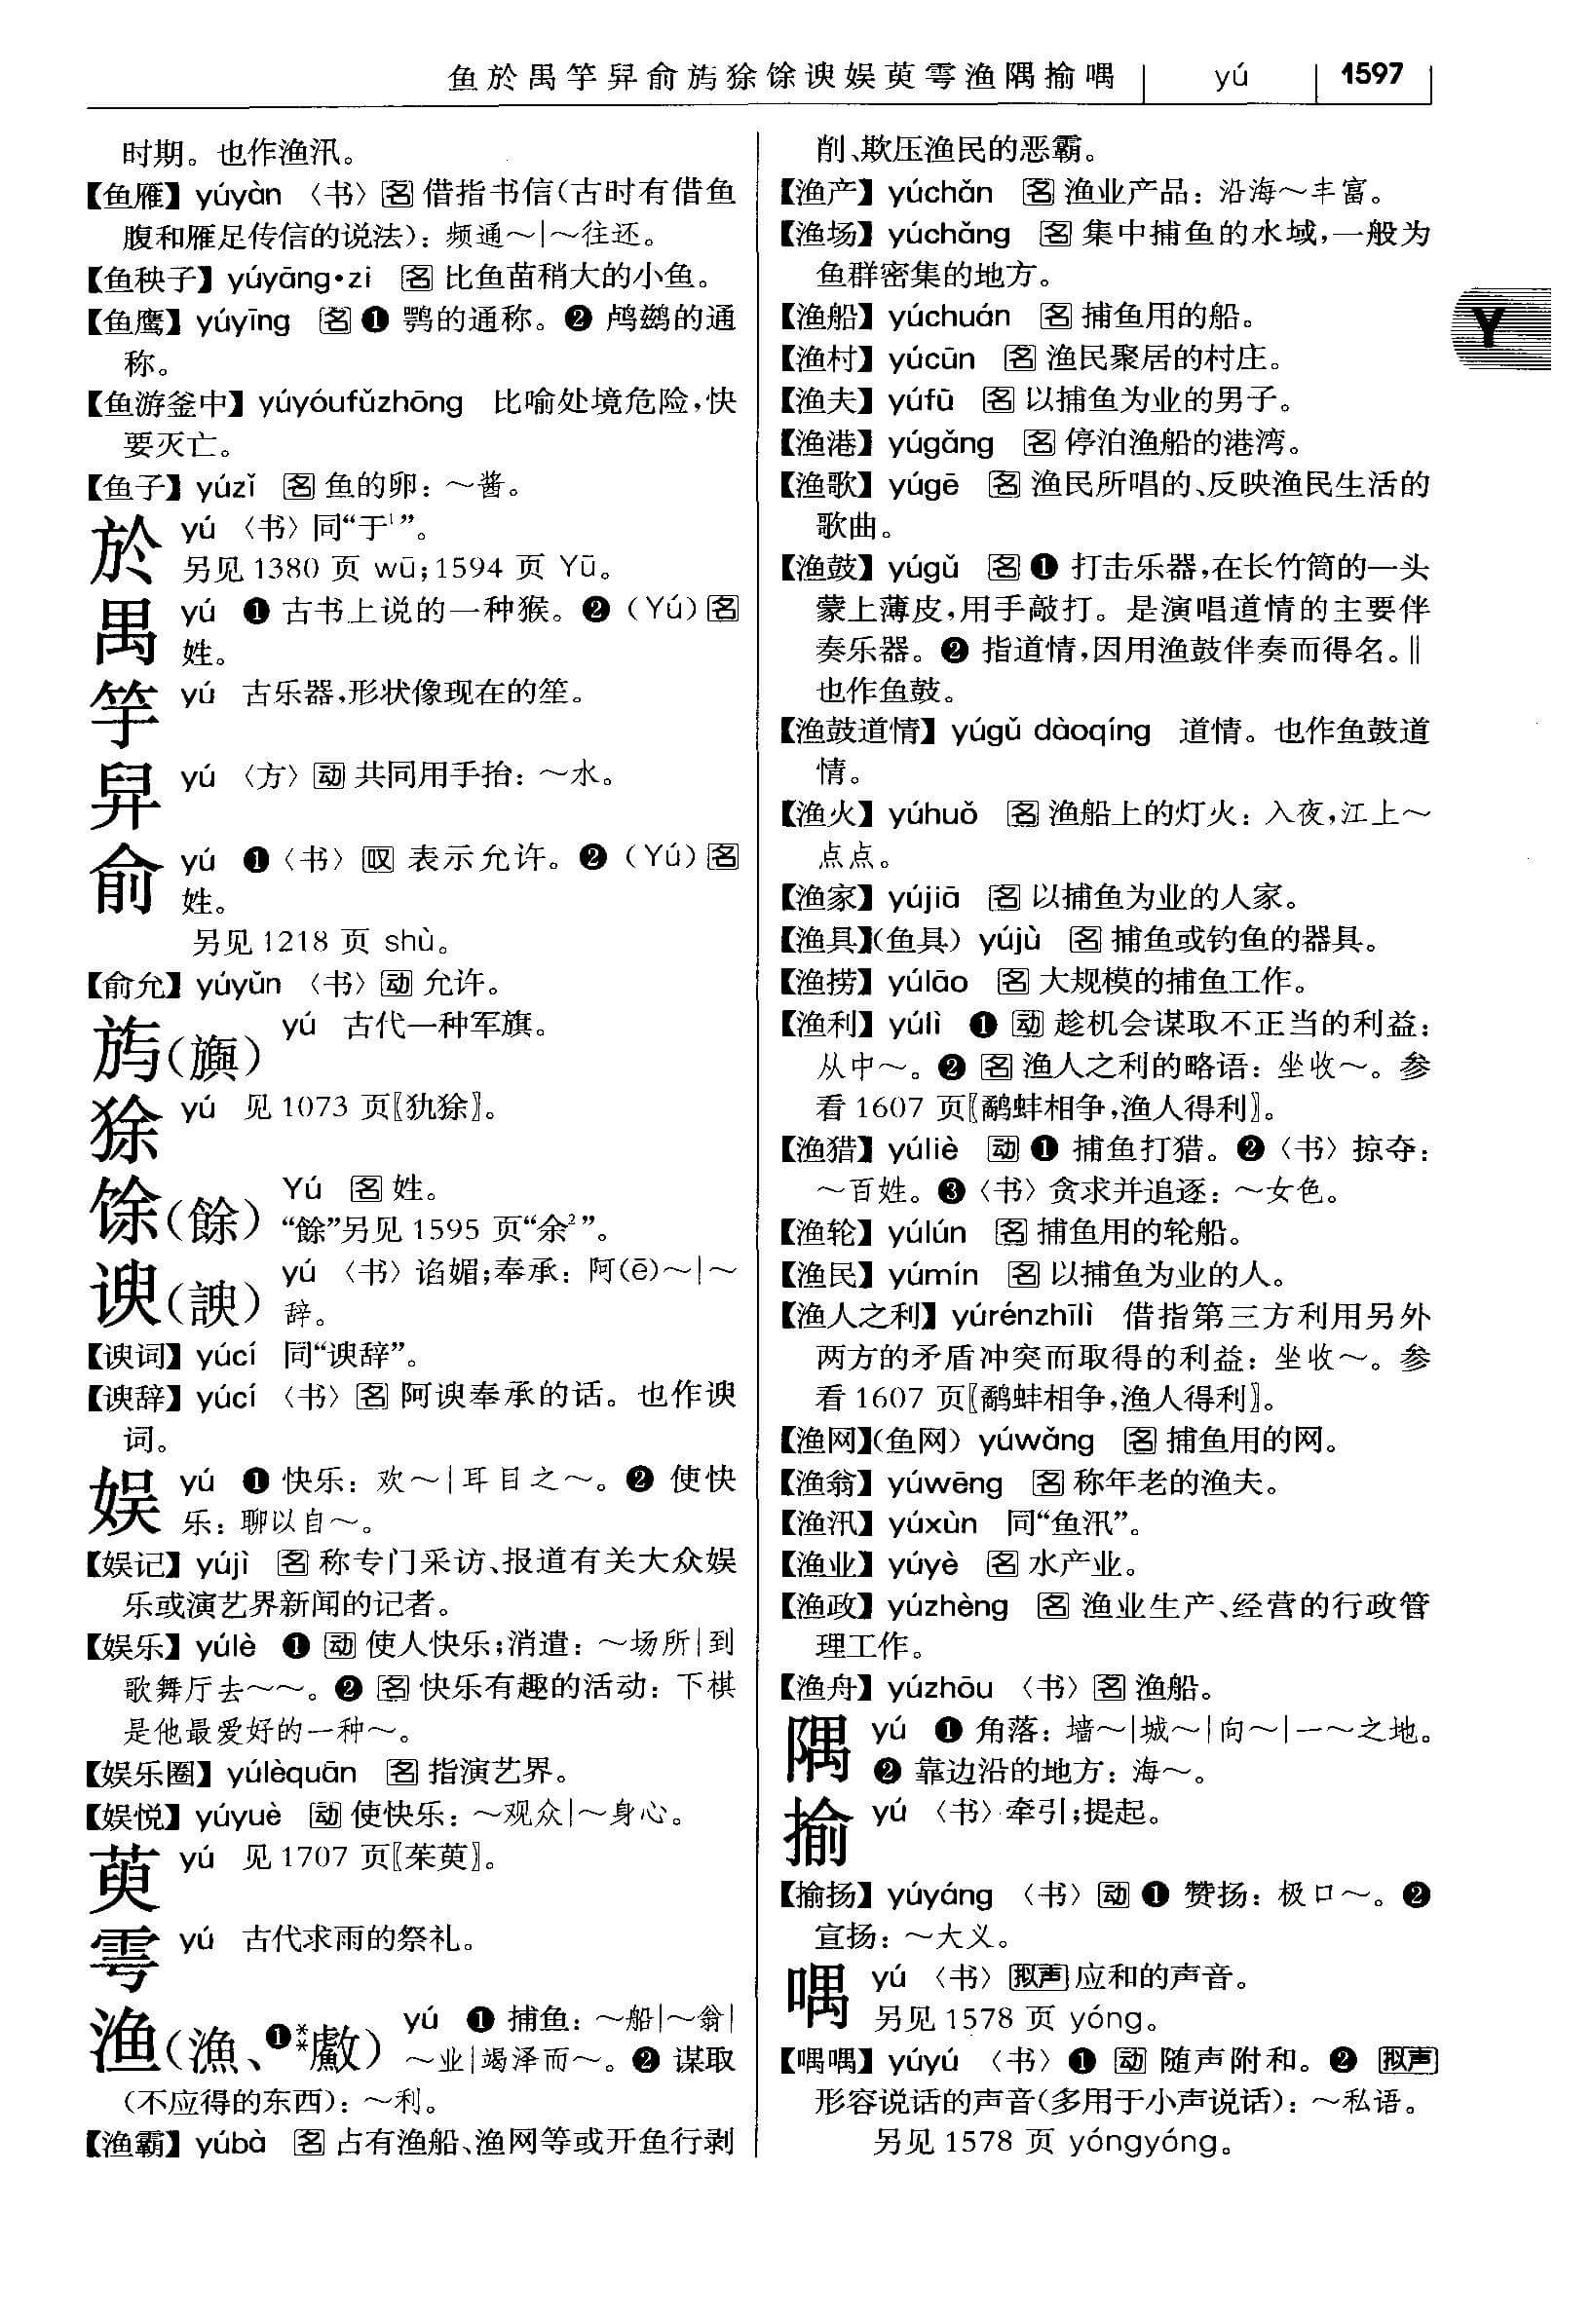 鱼於禺竽舁俞旟狳馀谀娱萸雩渔隅揄喁 yú 1597
时期。也作渔汛。
【鱼雁】yúyàn 〈书〉名 借指书信（古时有借鱼
腹和雁足传信的说法）：频通～｜～往还。
【鱼秧子】yúyāng•zi 名 比鱼苗稍大的小鱼。
【鱼鹰】yúyīng 名 ❶ 鹗的通称。❷ 鸬鹚的通
称。
【鱼游釜中】yúyóufǔzhōng 比喻处境危险，快
要灭亡。
【鱼子】yúzǐ 名 鱼的卵：～酱。
於 yú 〈书〉同“于¹”。
另见 1380 页 wū；1594 页 Yū。
禺 yú ❶ 古书上说的一种猴。❷（Yú）名
姓。
竽 yú 古乐器，形状像现在的笙。
舁 yú 〈方〉动 共同用手抬：～水。
俞 yú ❶〈书〉叹 表示允许。❷（Yú）名
姓。
另见 1218 页 shù。
【俞允】yúyǔn 〈书〉动 允许。
㫃(旟) yú 古代一种军旗。
狳 yú 见 1073 页〖犰狳〗。
馀(餘) Yú 名 姓。
“餘”另见 1595 页“余²”。
谀(諛) yú 〈书〉谄媚；奉承：阿(ē)～｜～
辞。
【谀词】yúcí 同“谀辞”。
【谀辞】yúcí 〈书〉名 阿谀奉承的话。也作谀
词。
娱 yú ❶ 快乐：欢～｜耳目之～。❷ 使快
乐：聊以自～。
【娱记】yújì 名 称专门采访、报道有关大众娱
乐或演艺界新闻的记者。
【娱乐】yúlè ❶ 动 使人快乐；消遣：～场所｜到
歌舞厅去～～。❷ 名 快乐有趣的活动：下棋
是他最爱好的一种～。
【娱乐圈】yúlèquān 名 指演艺界。
【娱悦】yúyuè 动 使快乐：～观众｜～身心。
萸 yú 见 1707 页〖茱萸〗。
雩 yú 古代求雨的祭礼。
渔(漁、❶**䱷) yú ❶ 捕鱼：～船｜～翁｜
～业｜竭泽而～。❷ 谋取
（不应得的东西）：～利。
【渔霸】yúbà 名 占有渔船、渔网等或开鱼行剥
削、欺压渔民的恶霸。
【渔产】yúchǎn 名 渔业产品：沿海～丰富。
【渔场】yúchǎng 名 集中捕鱼的水域，一般为
鱼群密集的地方。
【渔船】yúchuán 名 捕鱼用的船。
【渔村】yúcūn 名 渔民聚居的村庄。
【渔夫】yúfū 名 以捕鱼为业的男子。
【渔港】yúgǎng 名 停泊渔船的港湾。
【渔歌】yúgē 名 渔民所唱的、反映渔民生活的
歌曲。
【渔鼓】yúgǔ 名 ❶ 打击乐器，在长竹筒的一头
蒙上薄皮，用手敲打。是演唱道情的主要伴
奏乐器。❷ 指道情，因用渔鼓伴奏而得名。‖
也作鱼鼓。
【渔鼓道情】yúgǔ dàoqíng 道情。也作鱼鼓道
情。
【渔火】yúhuǒ 名 渔船上的灯火：入夜，江上～
点点。
【渔家】yújiā 名 以捕鱼为业的人家。
【渔具】（鱼具）yújù 名 捕鱼或钓鱼的器具。
【渔捞】yúlāo 名 大规模的捕鱼工作。
【渔利】yúlì ❶ 动 趁机会谋取不正当的利益：
从中～。❷ 名 渔人之利的略语：坐收～。参
看 1607 页〖鹬蚌相争，渔人得利〗。
【渔猎】yúliè 动 ❶ 捕鱼打猎。❷〈书〉掠夺：
～百姓。❸〈书〉贪求并追逐：～女色。
【渔轮】yúlún 名 捕鱼用的轮船。
【渔民】yúmín 名 以捕鱼为业的人。
【渔人之利】yúrénzhīlì 借指第三方利用另外
两方的矛盾冲突而取得的利益：坐收～。参
看 1607 页〖鹬蚌相争，渔人得利〗。
【渔网】（鱼网）yúwǎng 名 捕鱼用的网。
【渔翁】yúwēng 名 称年老的渔夫。
【渔汛】yúxùn 同“鱼汛”。
【渔业】yúyè 名 水产业。
【渔政】yúzhèng 名 渔业生产、经营的行政管
理工作。
【渔舟】yúzhōu 〈书〉名 渔船。
隅 yú ❶ 角落：墙～｜城～｜向～｜一～之地。
❷ 靠边沿的地方：海～。
揄 yú 〈书〉牵引；提起。
【揄扬】yúyáng 〈书〉动 ❶ 赞扬：极口～。❷
宣扬：～大义。
喁 yú 〈书〉拟声 应和的声音。
另见 1578 页 yóng。
【喁喁】yúyú 〈书〉❶ 动 随声附和。❷ 拟声
形容说话的声音（多用于小声说话）：～私语。
另见 1578 页 yóngyóng。
Y